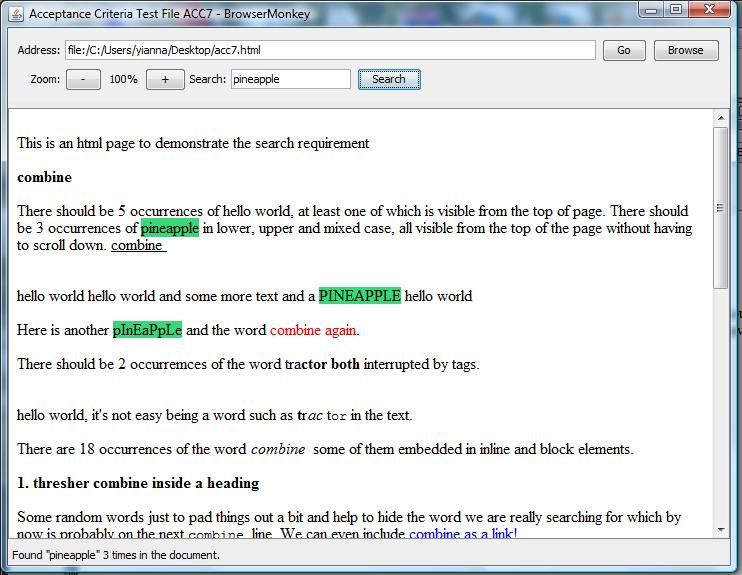 Acceptance Criteria Test File ACC7 - BrowserMonkey
Address: file:/C:/Users/yianna/Desktop/acc7.html Go Browse
Zoom: - 100% + Search: pineapple Search
This is an html page to demonstrate the search requirement
combine
There should be 5 occurrences of hello world, at least one of which is visible from the top of page. There should
be 3 occurrences of pineapple in lower, upper and mixed case, all visible from the top of the page without having
to scroll down. combine
hello world hello world and some more text and a PINEAPPLE hello world
Here is another pInEaPpLe and the word combine again.
There should be 2 occurremces of the word tractor both interrupted by tags.
hello world, it's not easy being a word such as trac tor in the text.
There are 18 occurrences of the word combine some of them embedded in inline and block elements.
1. thresher combine inside a heading
Some random words just to pad things out a bit and help to hide the word we are really searching for which by
now is probably on the next combine line. We can even include combine as a link!
Found "pineapple" 3 times in the document.